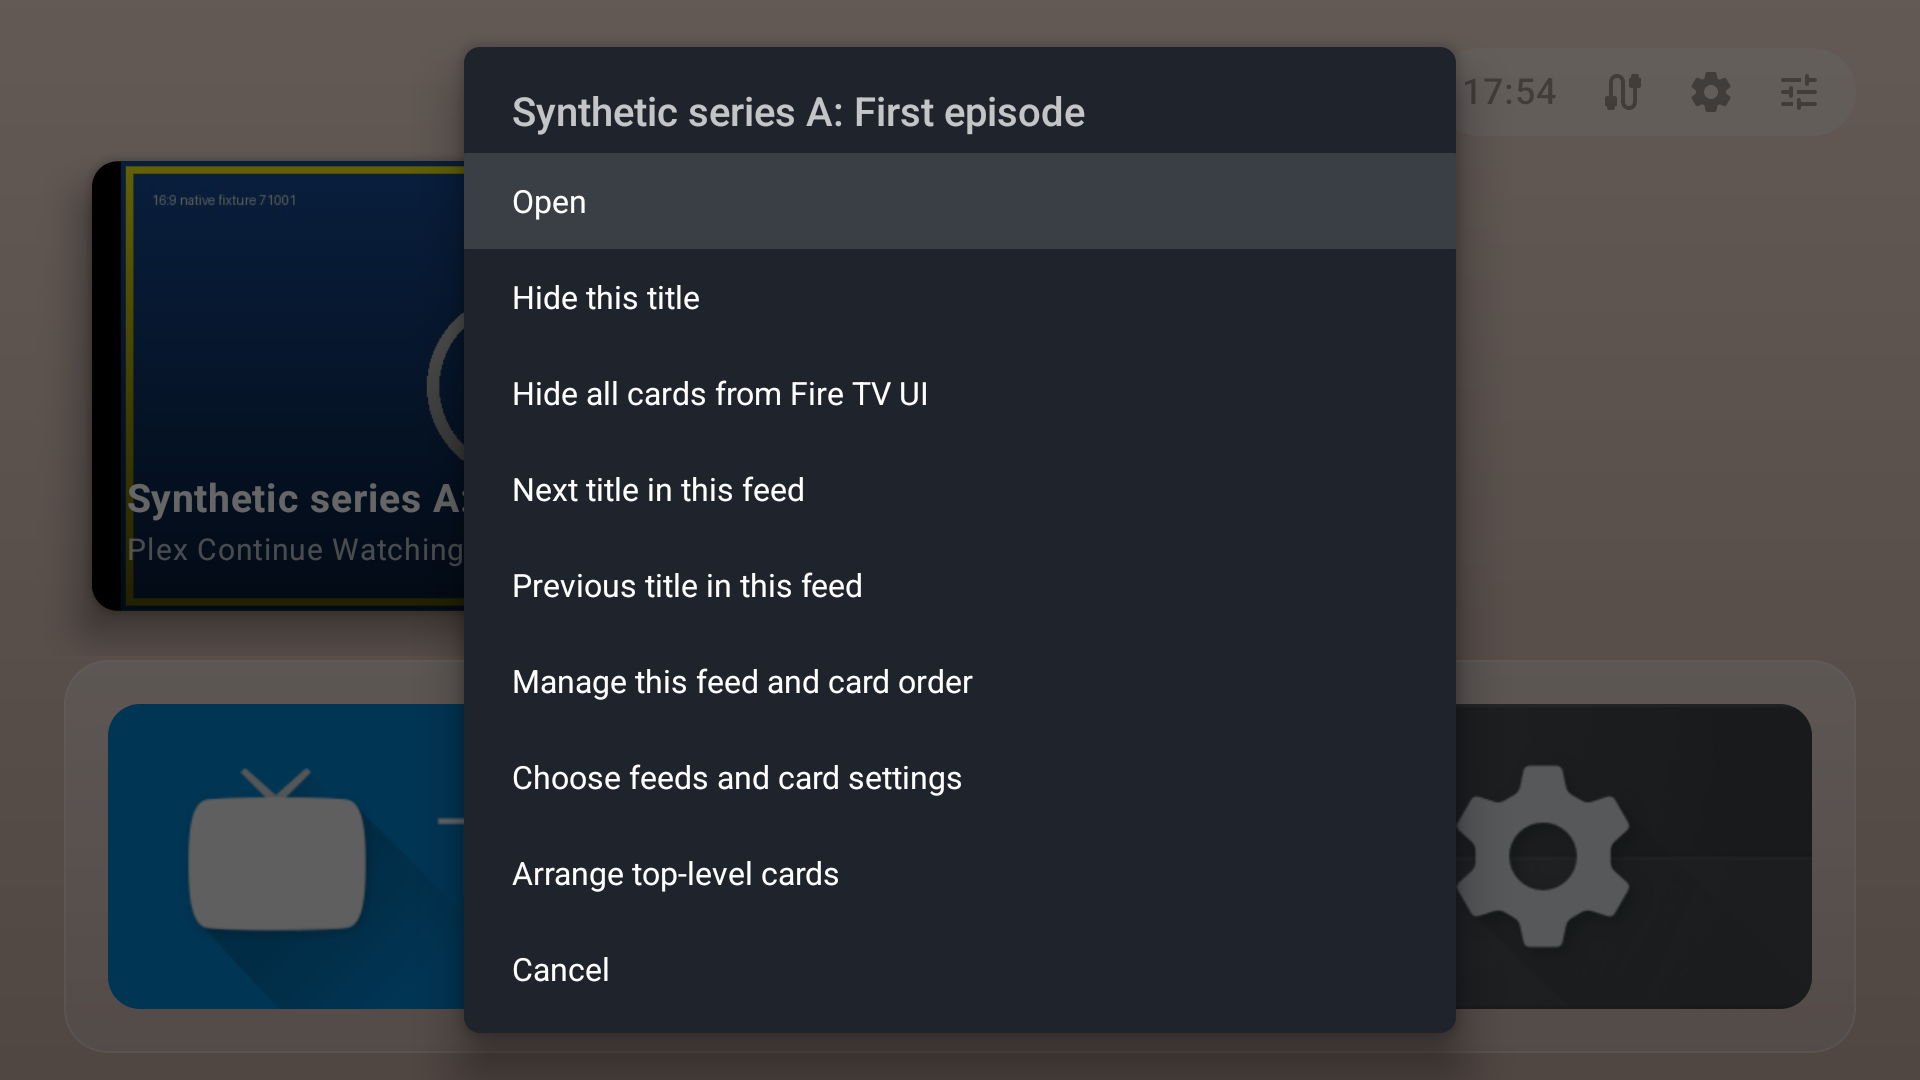 Synthetic series A: First episode
17:54
16:9 native fixture 71001
Open
Hide this title
Hide all cards from Fire TV UI
Next title in this feed
Synthetic series A:
Plex Continue Watching
Previous title in this feed
Manage this feed and card order
Choose feeds and card settings
Arrange top-level cards
Cancel